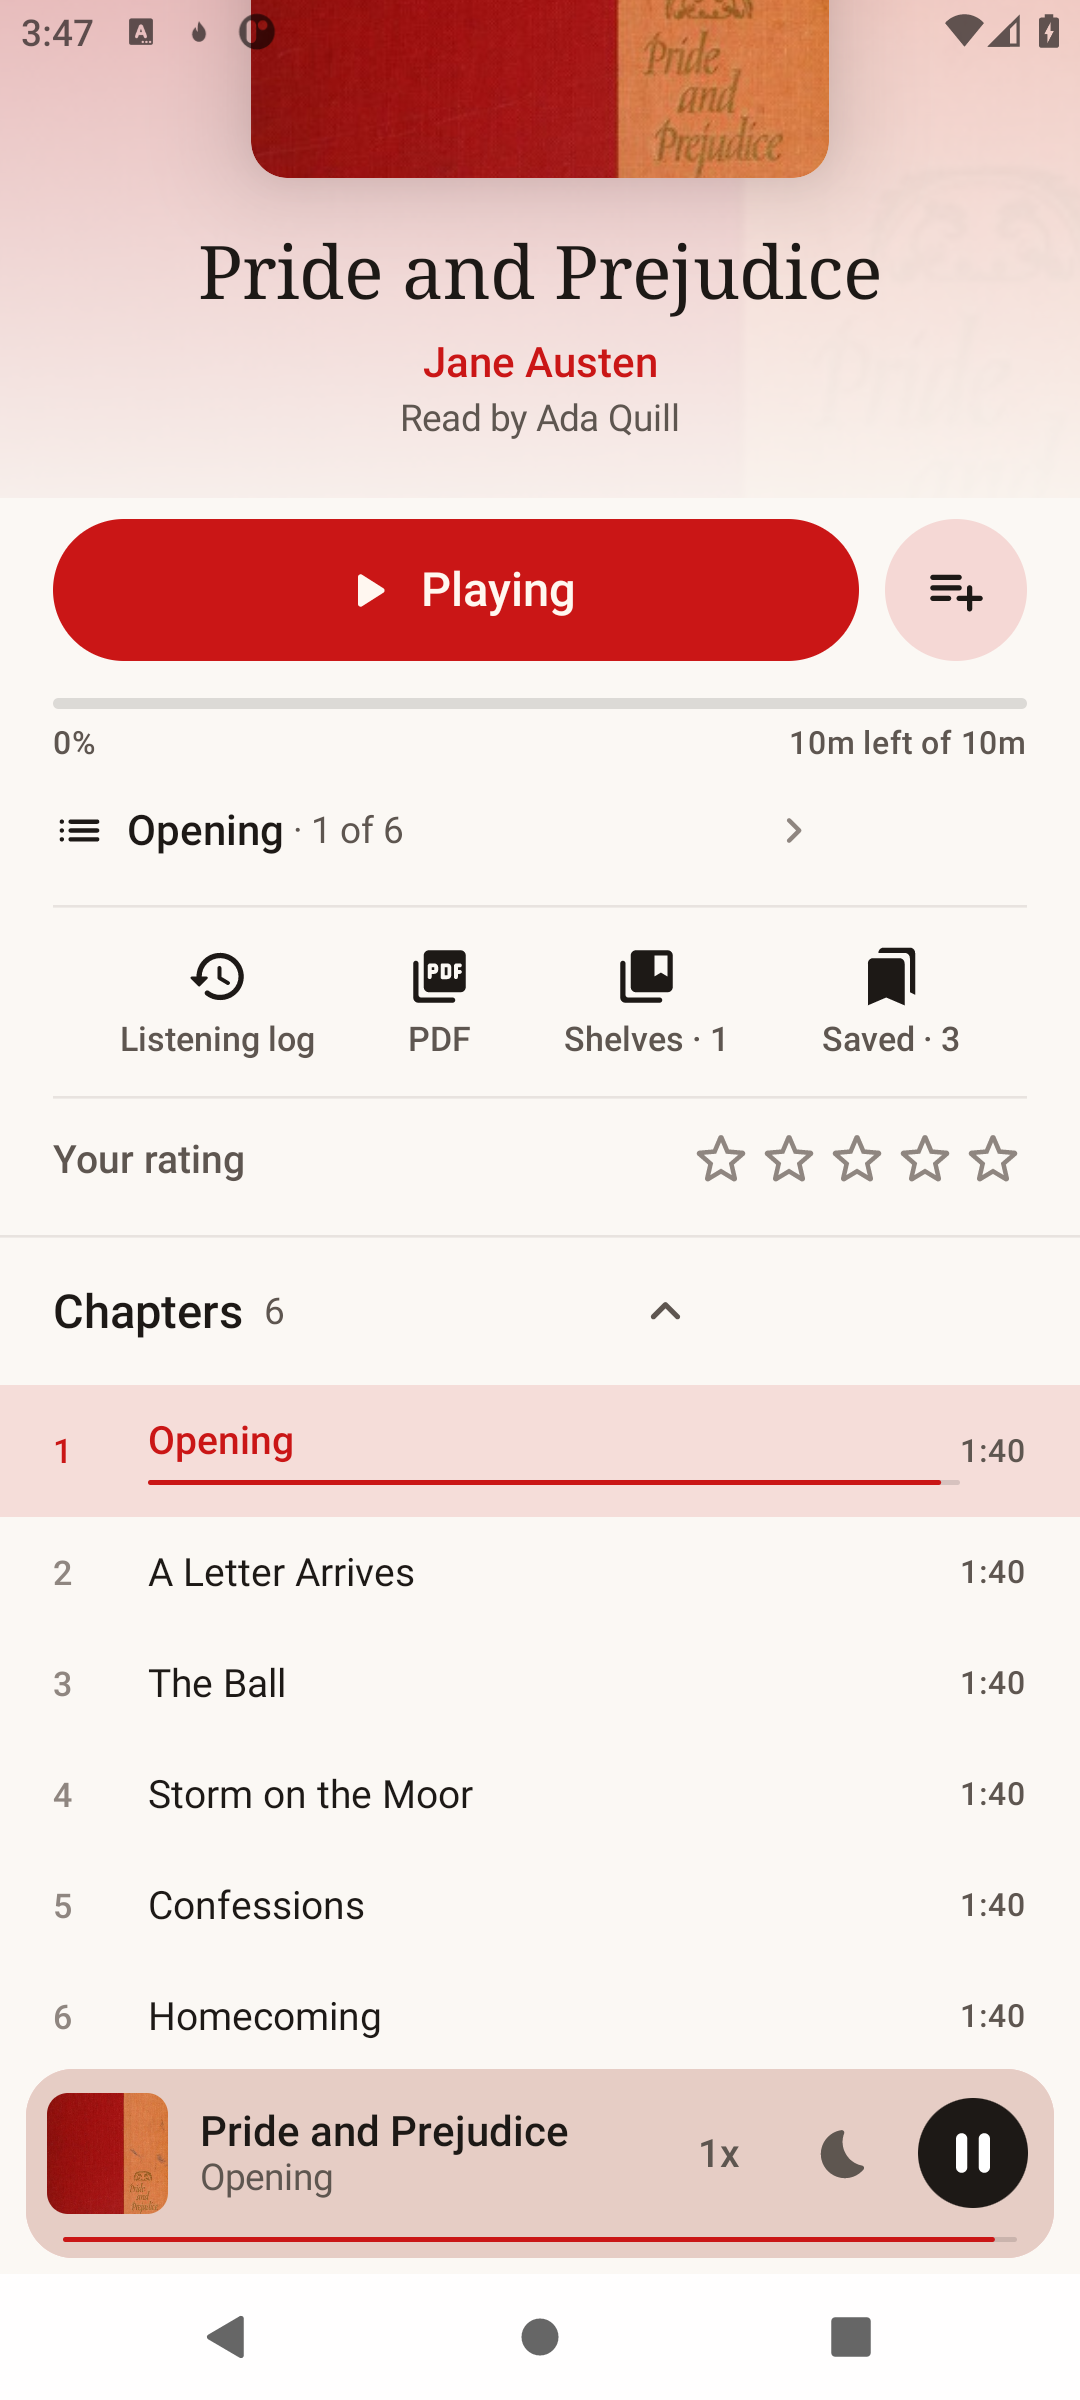 3:47
Pride
and
Prejudice
Pride and Prejudice
Jane Austen
Read by Ada Quill
Playing
0%
10m left of 10m
Opening · 1 of 6
Listening log
PDF
PDF
Shelves · 1
Saved · 3
Your rating
Chapters 6
1 Opening 1:40
2 A Letter Arrives 1:40
3 The Ball 1:40
4 Storm on the Moor 1:40
5 Confessions 1:40
6 Homecoming 1:40
Pride and Prejudice
Opening
1x